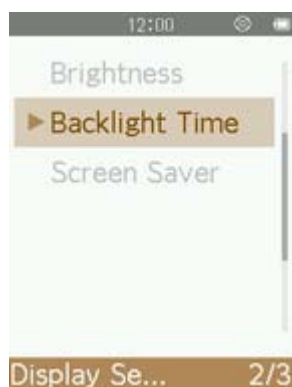 12:00
Brightness
Backlight Time
Screen Saver
Display Se... 2/3